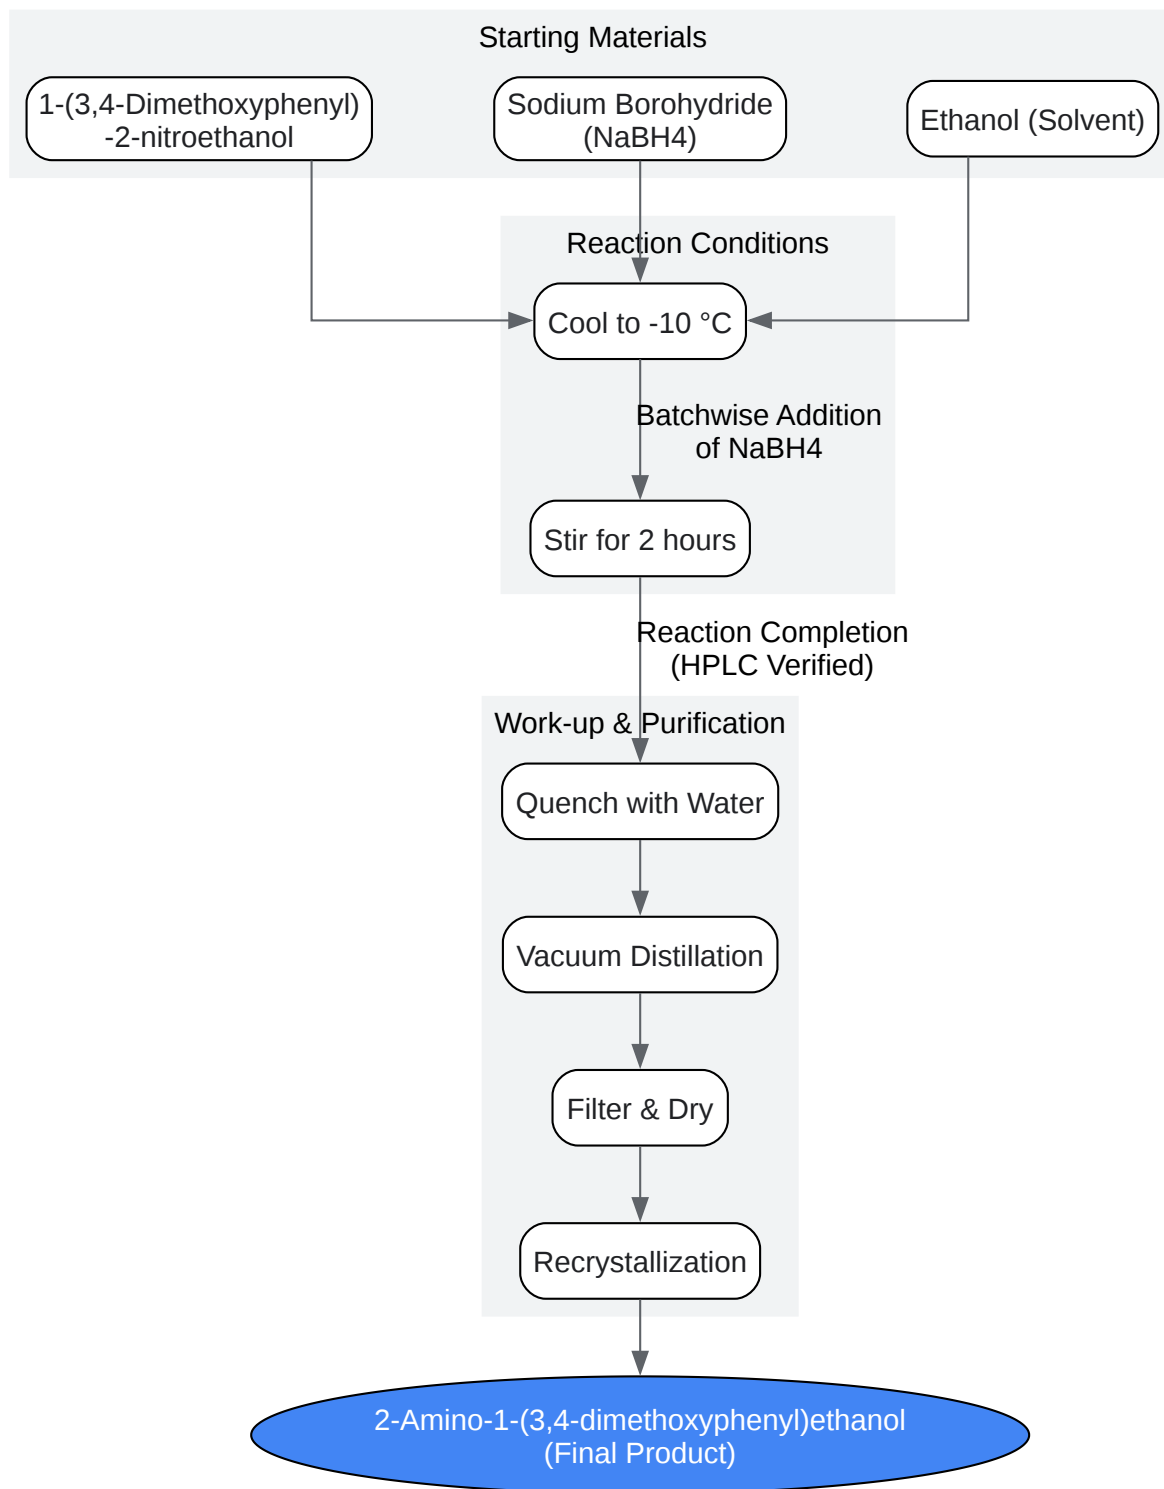 Starting Materials
1-(3,4-Dimethoxyphenyl)
-2-nitroethanol
Sodium Borohydride
(NaBH4)
Ethanol (Solvent)
Reaction Conditions
Cool to -10 °C
Batchwise Addition
of NaBH4
Stir for 2 hours
Reaction Completion
(HPLC Verified)
Work-up & Purification
Quench with Water
Vacuum Distillation
Filter & Dry
Recrystallization
2-Amino-1-(3,4-dimethoxyphenyl)ethanol
(Final Product)